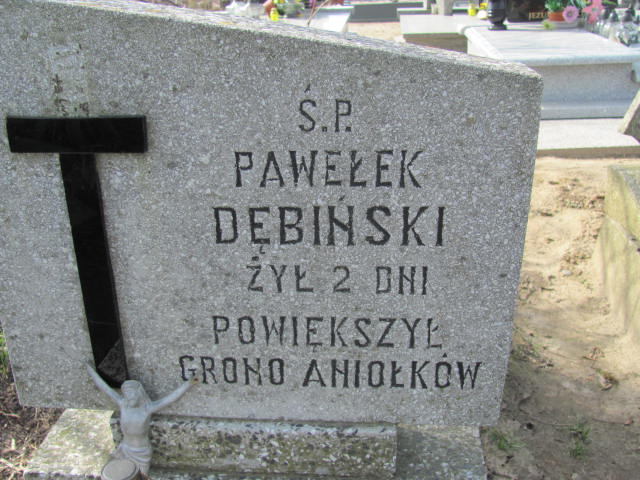 Ś.P.
PAWEŁEK
DĘBIŃSKI
ŻYŁ 2 DNI
POWIĘKSZYŁ
GRONO ANIOŁKÓW